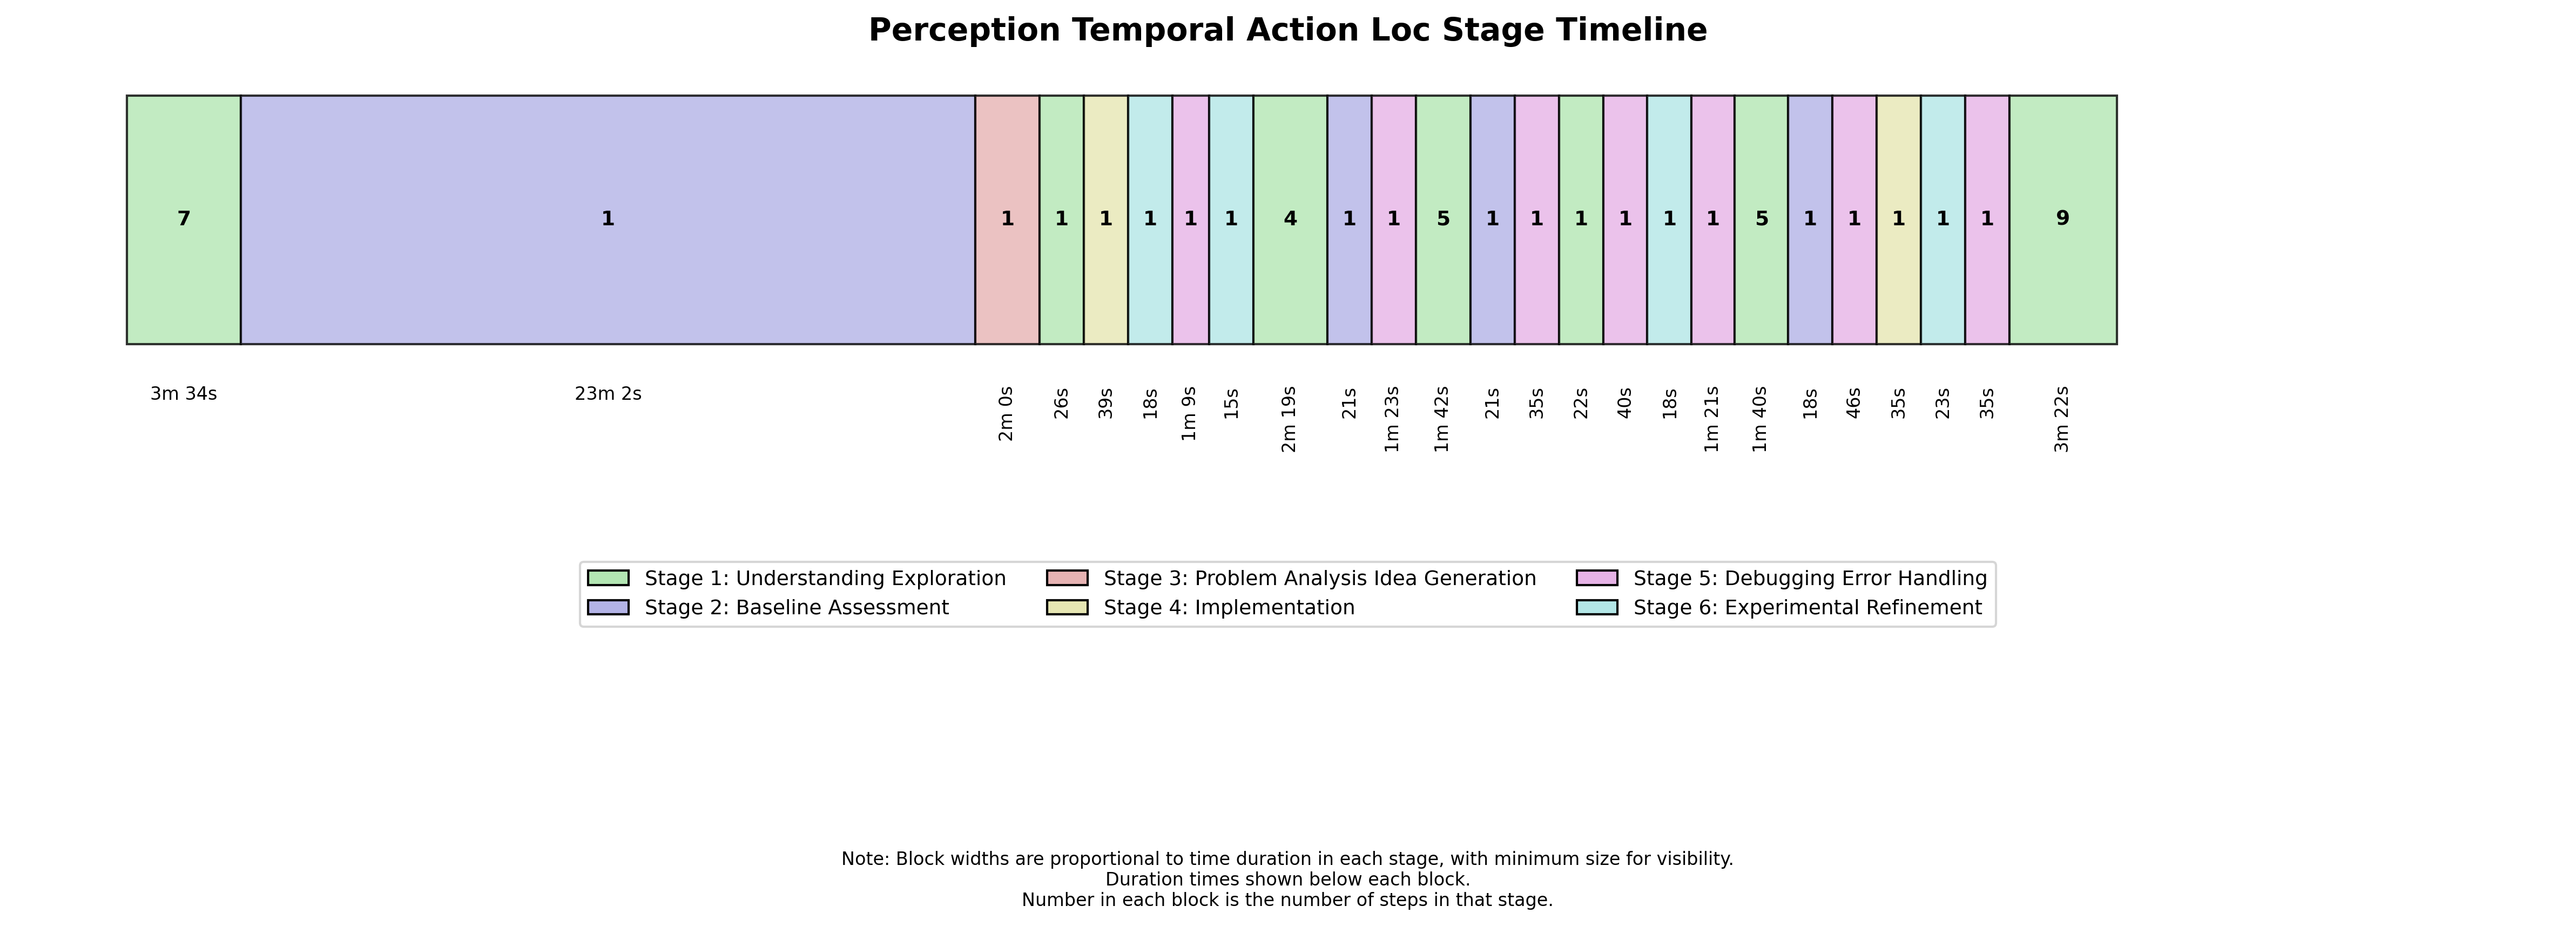 Perception Temporal Action Loc Stage Timeline
7 1 1 1 1 1 1 1 4 1 1 5 1 1 1 1 1 1 5 1 1 1 1 1 9
3m 34s 23m 2s 2m 0s 26s 39s 18s 1m 9s 15s 2m 19s 21s 1m 23s 1m 42s 21s 35s 22s 40s 18s 1m 21s 1m 40s 18s 46s 35s 23s 35s 3m 22s
Stage 1: Understanding Exploration Stage 3: Problem Analysis Idea Generation Stage 5: Debugging Error Handling
Stage 2: Baseline Assessment Stage 4: Implementation Stage 6: Experimental Refinement
Note: Block widths are proportional to time duration in each stage, with minimum size for visibility.
Duration times shown below each block.
Number in each block is the number of steps in that stage.